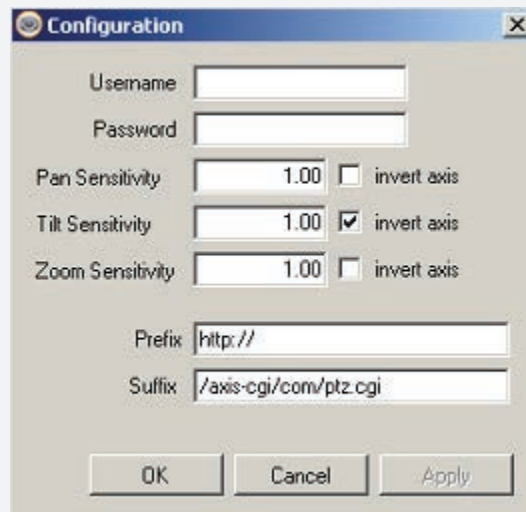 Configuration
Username
Password
Pan Sensitivity 1.00 invert axis
Tilt Sensitivity 1.00 invert axis
Zoom Sensitivity 1.00 invert axis
Prefix http://
Suffix /axis-cgi/com/ptz.cgi
OK Cancel Apply